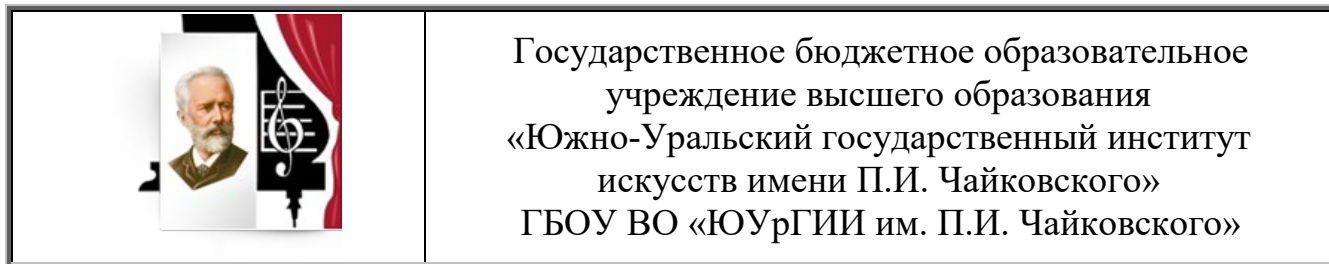 Государственное бюджетное образовательное
учреждение высшего образования
«Южно-Уральский государственный институт
искусств имени П.И. Чайковского»
ГБОУ ВО «ЮУрГИИ им. П.И. Чайковского»